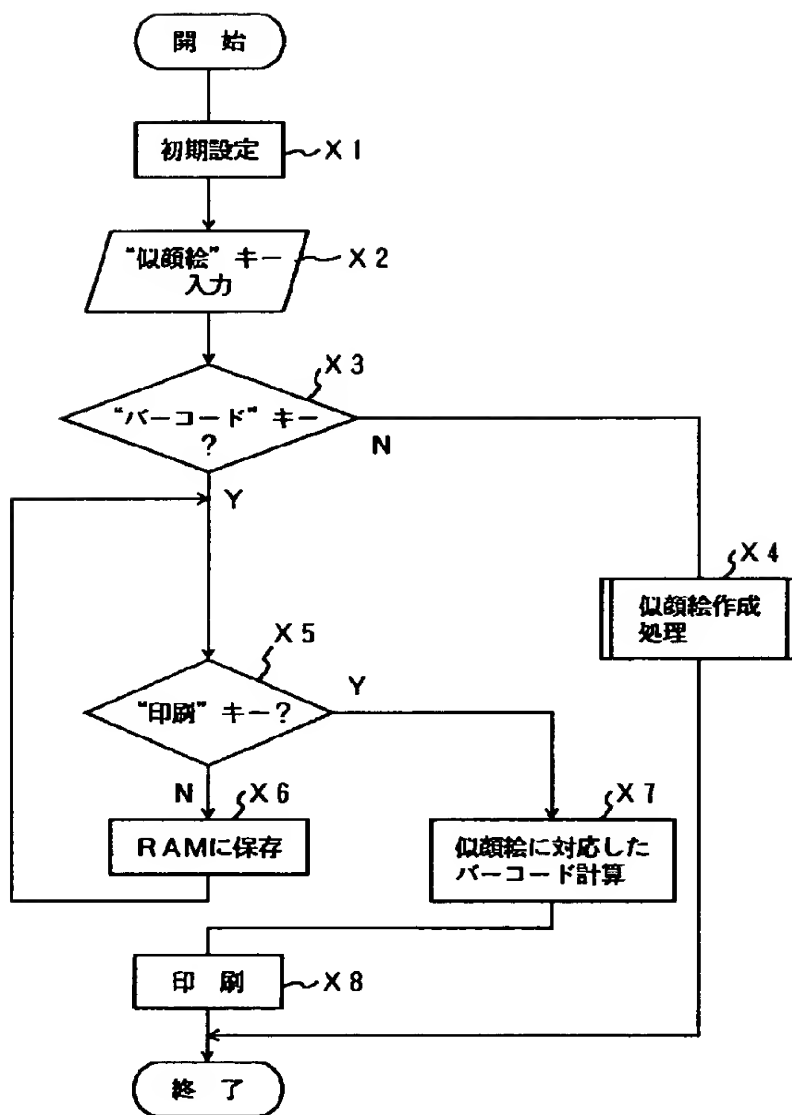 開 始
初期設定
X1
“似顔絵” キー
入力
X2
X3
“バーコード” キー
?
N
Y
X4
似顔絵作成
処理
X5
“印刷” キー?
Y
N
X6
RAMに保存
X7
似顔絵に対応した
バーコード計算
印 刷
X8
終 了